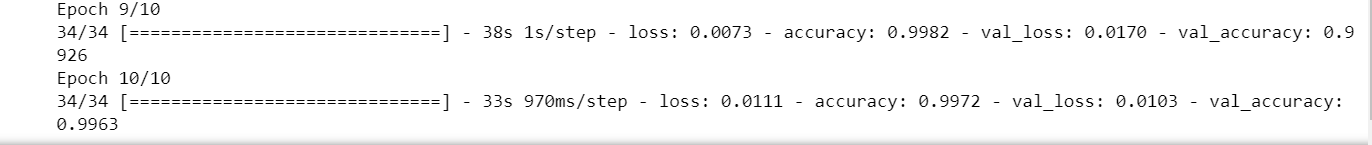 Epoch 9/10
34/34 [==============================] - 38s 1s/step - loss: 0.0073 - accuracy: 0.9982 - val_loss: 0.0170 - val_accuracy: 0.9
926
Epoch 10/10
34/34 [==============================] - 33s 970ms/step - loss: 0.0111 - accuracy: 0.9972 - val_loss: 0.0103 - val_accuracy:
0.9963